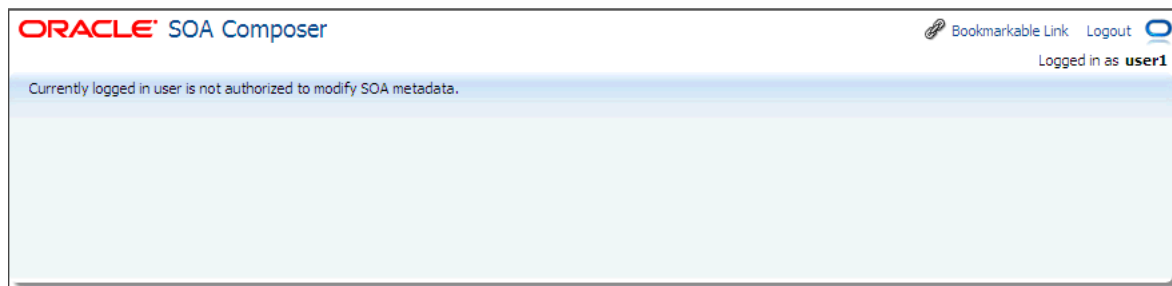 ORACLE SOA Composer
Bookmarkable Link Logout
Logged in as user1
Currently logged in user is not authorized to modify SOA metadata.